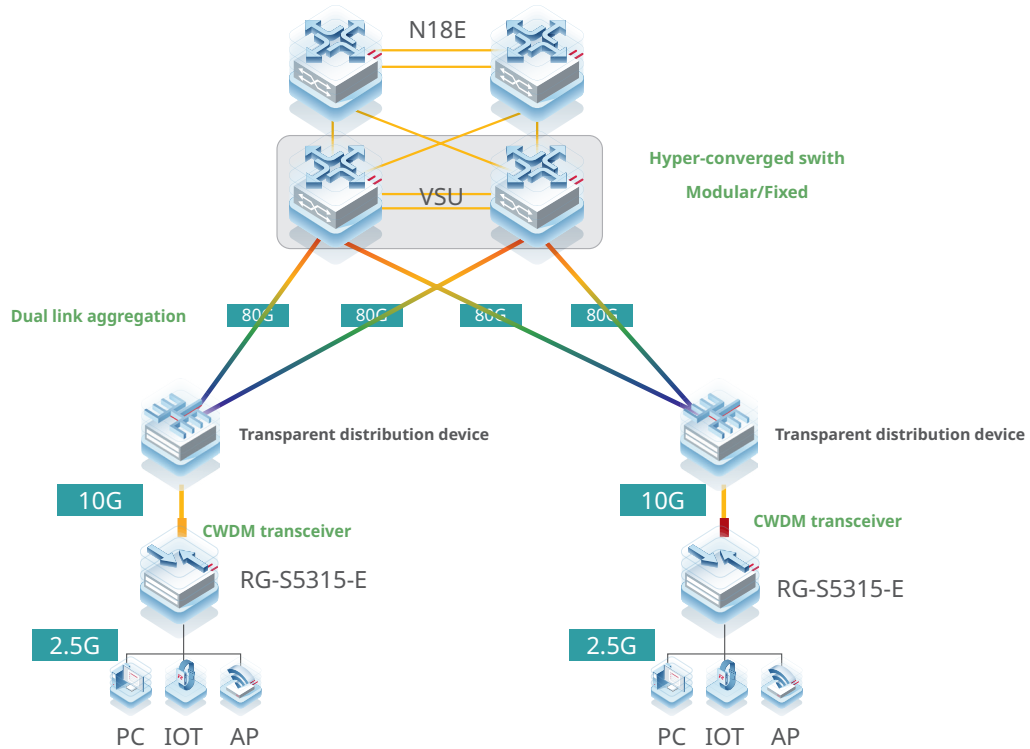 N18E
Hyper-converged swith
Modular/Fixed
VSU
Dual link aggregation
80G
80G
80G
80G
Transparent distribution device
Transparent distribution device
10G
10G
CWDM transceiver
CWDM transceiver
RG-S5315-E
RG-S5315-E
2.5G
2.5G
PC IOT AP
PC IOT AP